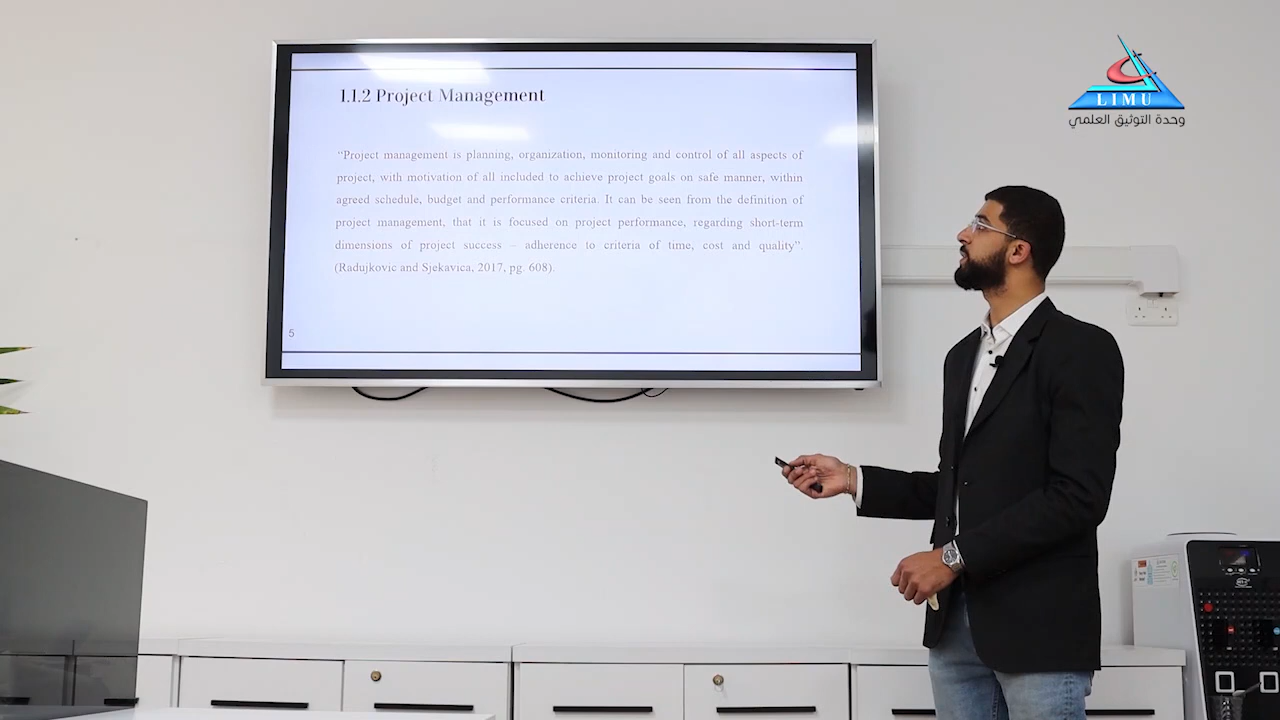 1.1.2 Project Management
“Project management is planning, organization, monitoring and control of all aspects of
project, with motivation of all included to achieve project goals on safe manner, within
agreed schedule, budget and performance criteria. It can be seen from the definition of
project management, that it is focused on project performance, regarding short-term
dimensions of project success – adherence to criteria of time, cost and quality”.
(Radujkovic and Sjekavica, 2017, pg. 608).
5
LIMU
وحدة التوثيق العلمي